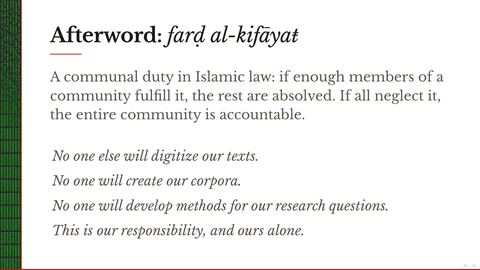 Afterword: farḍ al-kifāyaŧ
A communal duty in Islamic law: if enough members of a
community fulfill it, the rest are absolved. If all neglect it,
the entire community is accountable.
No one else will digitize our texts.
No one will create our corpora.
No one will develop methods for our research questions.
This is our responsibility, and ours alone.